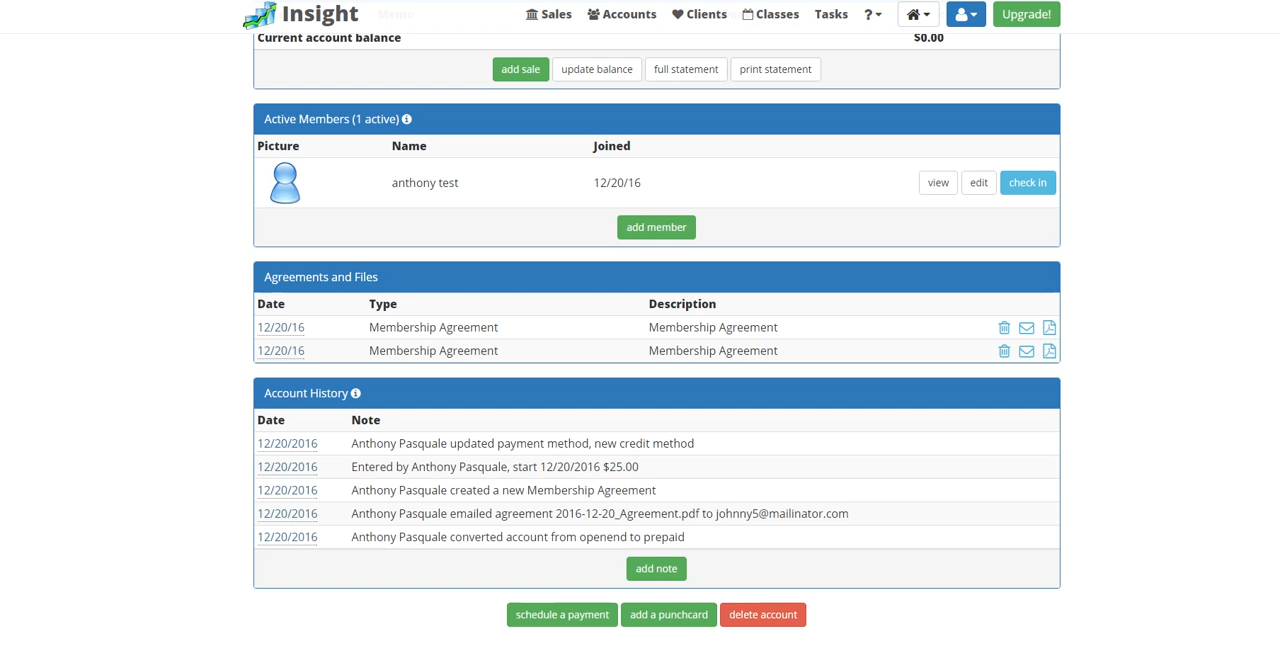 Insight Memo Sales Accounts Clients Classes Tasks ? Upgrade!
Current account balance $0.00
add sale update balance full statement print statement
Active Members (1 active)
Picture Name Joined
anthony test 12/20/16 view edit check in
add member
Agreements and Files
Date Type Description
12/20/16 Membership Agreement Membership Agreement
12/20/16 Membership Agreement Membership Agreement
Account History
Date Note
12/20/2016 Anthony Pasquale updated payment method, new credit method
12/20/2016 Entered by Anthony Pasquale, start 12/20/2016 $25.00
12/20/2016 Anthony Pasquale created a new Membership Agreement
12/20/2016 Anthony Pasquale emailed agreement 2016-12-20_Agreement.pdf to johnny5@mailinator.com
12/20/2016 Anthony Pasquale converted account from openend to prepaid
add note
schedule a payment add a punchcard delete account